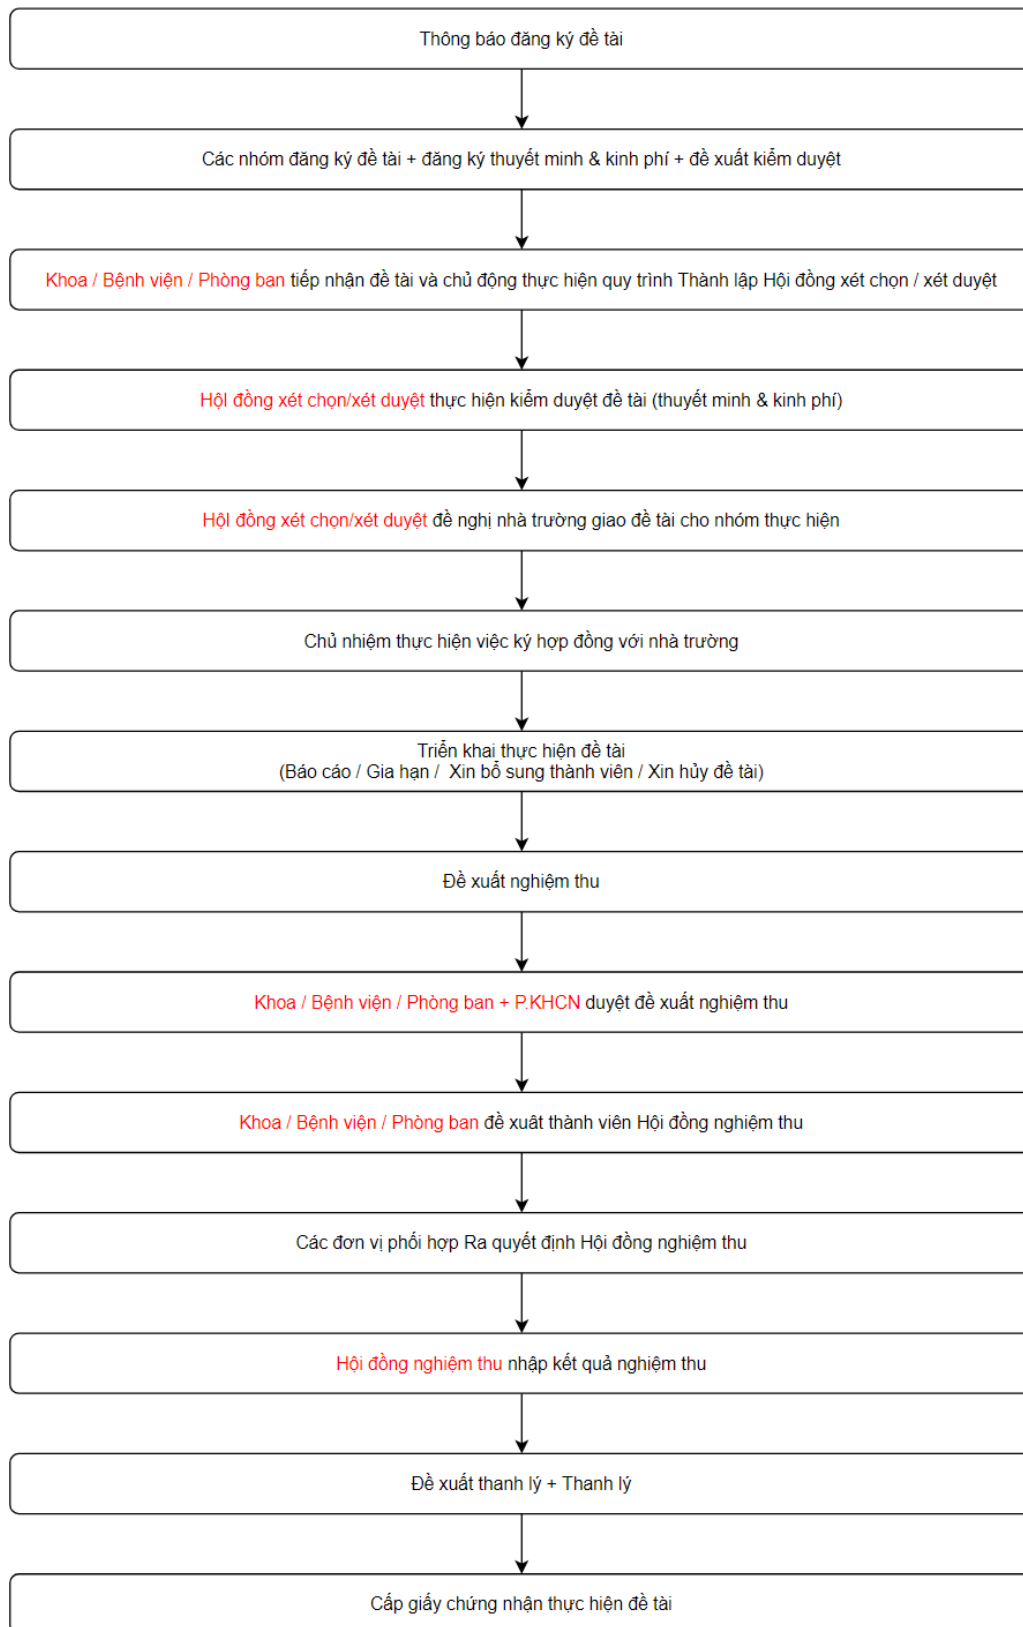 Thông báo đăng ký đề tài
Các nhóm đăng ký đề tài + đăng ký thuyết minh & kinh phí + đề xuất kiểm duyệt
Khoa / Bệnh viện / Phòng ban tiếp nhận đề tài và chủ động thực hiện quy trình Thành lập Hội đồng xét chọn / xét duyệt
HộI đồng xét chọn/xét duyệt thực hiện kiểm duyệt đề tài (thuyết minh & kinh phí)
HộI đồng xét chọn/xét duyệt đề nghị nhà trường giao đề tài cho nhóm thực hiện
Chủ nhiệm thực hiện việc ký hợp đồng với nhà trường
Triển khai thực hiện đề tài
(Báo cáo / Gia hạn / Xin bổ sung thành viên / Xin hủy đề tài)
Đề xuất nghiệm thu
Khoa / Bệnh viện / Phòng ban + P.KHCN duyệt đề xuất nghiệm thu
Khoa / Bệnh viện / Phòng ban đề xuât thành viên Hội đồng nghiệm thu
Các đơn vị phối hợp Ra quyết định Hội đồng nghiệm thu
Hội đồng nghiệm thu nhập kết quả nghiệm thu
Đề xuất thanh lý + Thanh lý
Cấp giấy chứng nhận thực hiện đề tài